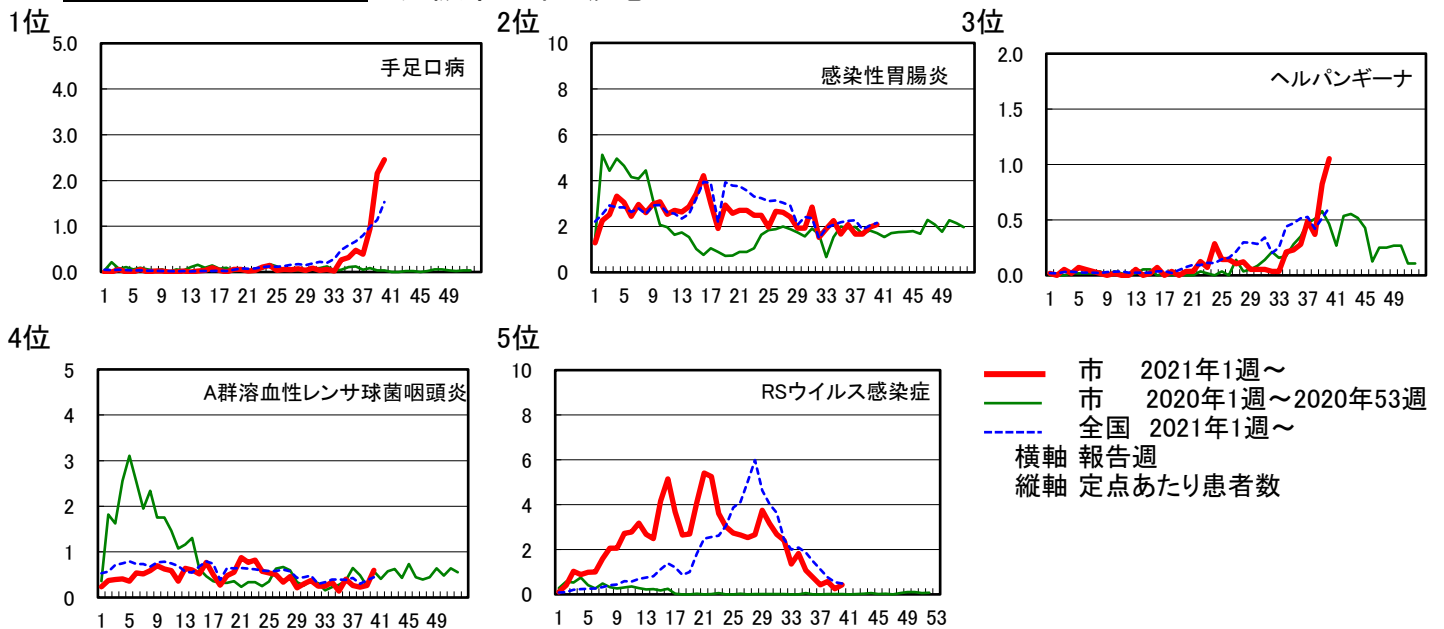 1位
手足口病
5.0
4.0
3.0
2.0
1.0
0.0
1 5 9 13 17 21 25 29 33 37 41 45 49
2位
感染性胃腸炎
10
8
6
4
2
0
1 5 9 13 17 21 25 29 33 37 41 45 49
3位
ヘルパンギーナ
2.0
1.5
1.0
0.5
0.0
1 5 9 13 17 21 25 29 33 37 41 45 49
4位
A群溶血性レンサ球菌咽頭炎
5
4
3
2
1
0
1 5 9 13 17 21 25 29 33 37 41 45 49
5位
RSウイルス感染症
10
8
6
4
2
0
1 5 9 13 17 21 25 29 33 37 41 45 49 53
市 2021年1週～
市 2020年1週～2020年53週
全国 2021年1週～
横軸 報告週
縦軸 定点あたり患者数